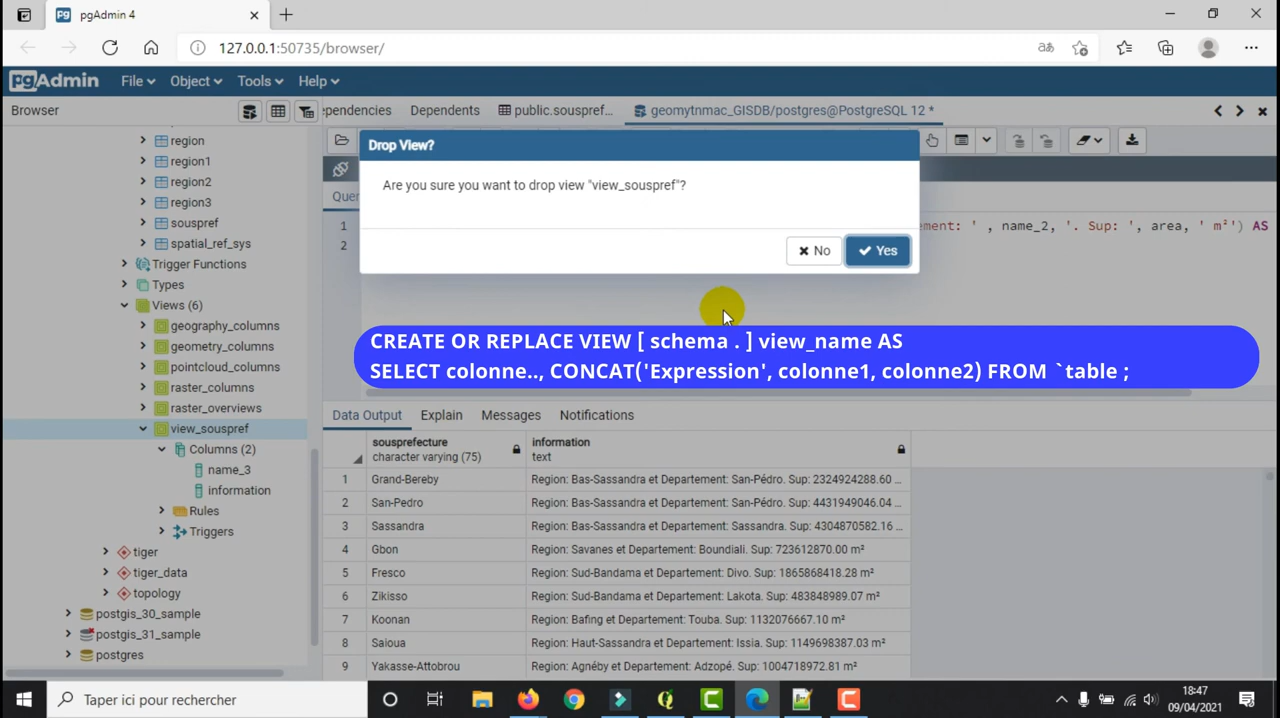 pgAdmin 4
127.0.0.1:50735/browser/
pgAdmin File Object Tools Help
Browser
ependencies Dependents public.souspref... geomytnmac_GISDB/postgres@PostgreSQL 12 *
region
region1
region2
region3
souspref
spatial_ref_sys
Trigger Functions
Types
Views (6)
geography_columns
geometry_columns
pointcloud_columns
raster_columns
raster_overviews
view_souspref
Columns (2)
name_3
information
Rules
Triggers
tiger
tiger_data
topology
postgis_30_sample
postgis_31_sample
postgres
Drop View?
Are you sure you want to drop view "view_souspref"?
No Yes
Quer
1 ement: ' , name_2, '. Sup: ', area, ' m²') AS
2
CREATE OR REPLACE VIEW [ schema . ] view_name AS
SELECT colonne.., CONCAT('Expression', colonne1, colonne2) FROM `table ;
Data Output Explain Messages Notifications
sousprefecture information
character varying (75) text
1 Grand-Bereby Region: Bas-Sassandra et Departement: San-Pédro. Sup: 2324924288.60 ...
2 San-Pedro Region: Bas-Sassandra et Departement: San-Pédro. Sup: 4431949046.04 ...
3 Sassandra Region: Bas-Sassandra et Departement: Sassandra. Sup: 4304870582.16 ...
4 Gbon Region: Savanes et Departement: Boundiali. Sup: 723612870.00 m²
5 Fresco Region: Sud-Bandama et Departement: Divo. Sup: 1865868418.28 m²
6 Zikisso Region: Sud-Bandama et Departement: Lakota. Sup: 483848989.07 m²
7 Koonan Region: Bafing et Departement: Touba. Sup: 1132076667.10 m²
8 Saioua Region: Haut-Sassandra et Departement: Issia. Sup: 1149698387.03 m²
9 Yakasse-Attobrou Region: Agnéby et Departement: Adzopé. Sup: 1004718972.81 m²
Taper ici pour rechercher
18:47
09/04/2021